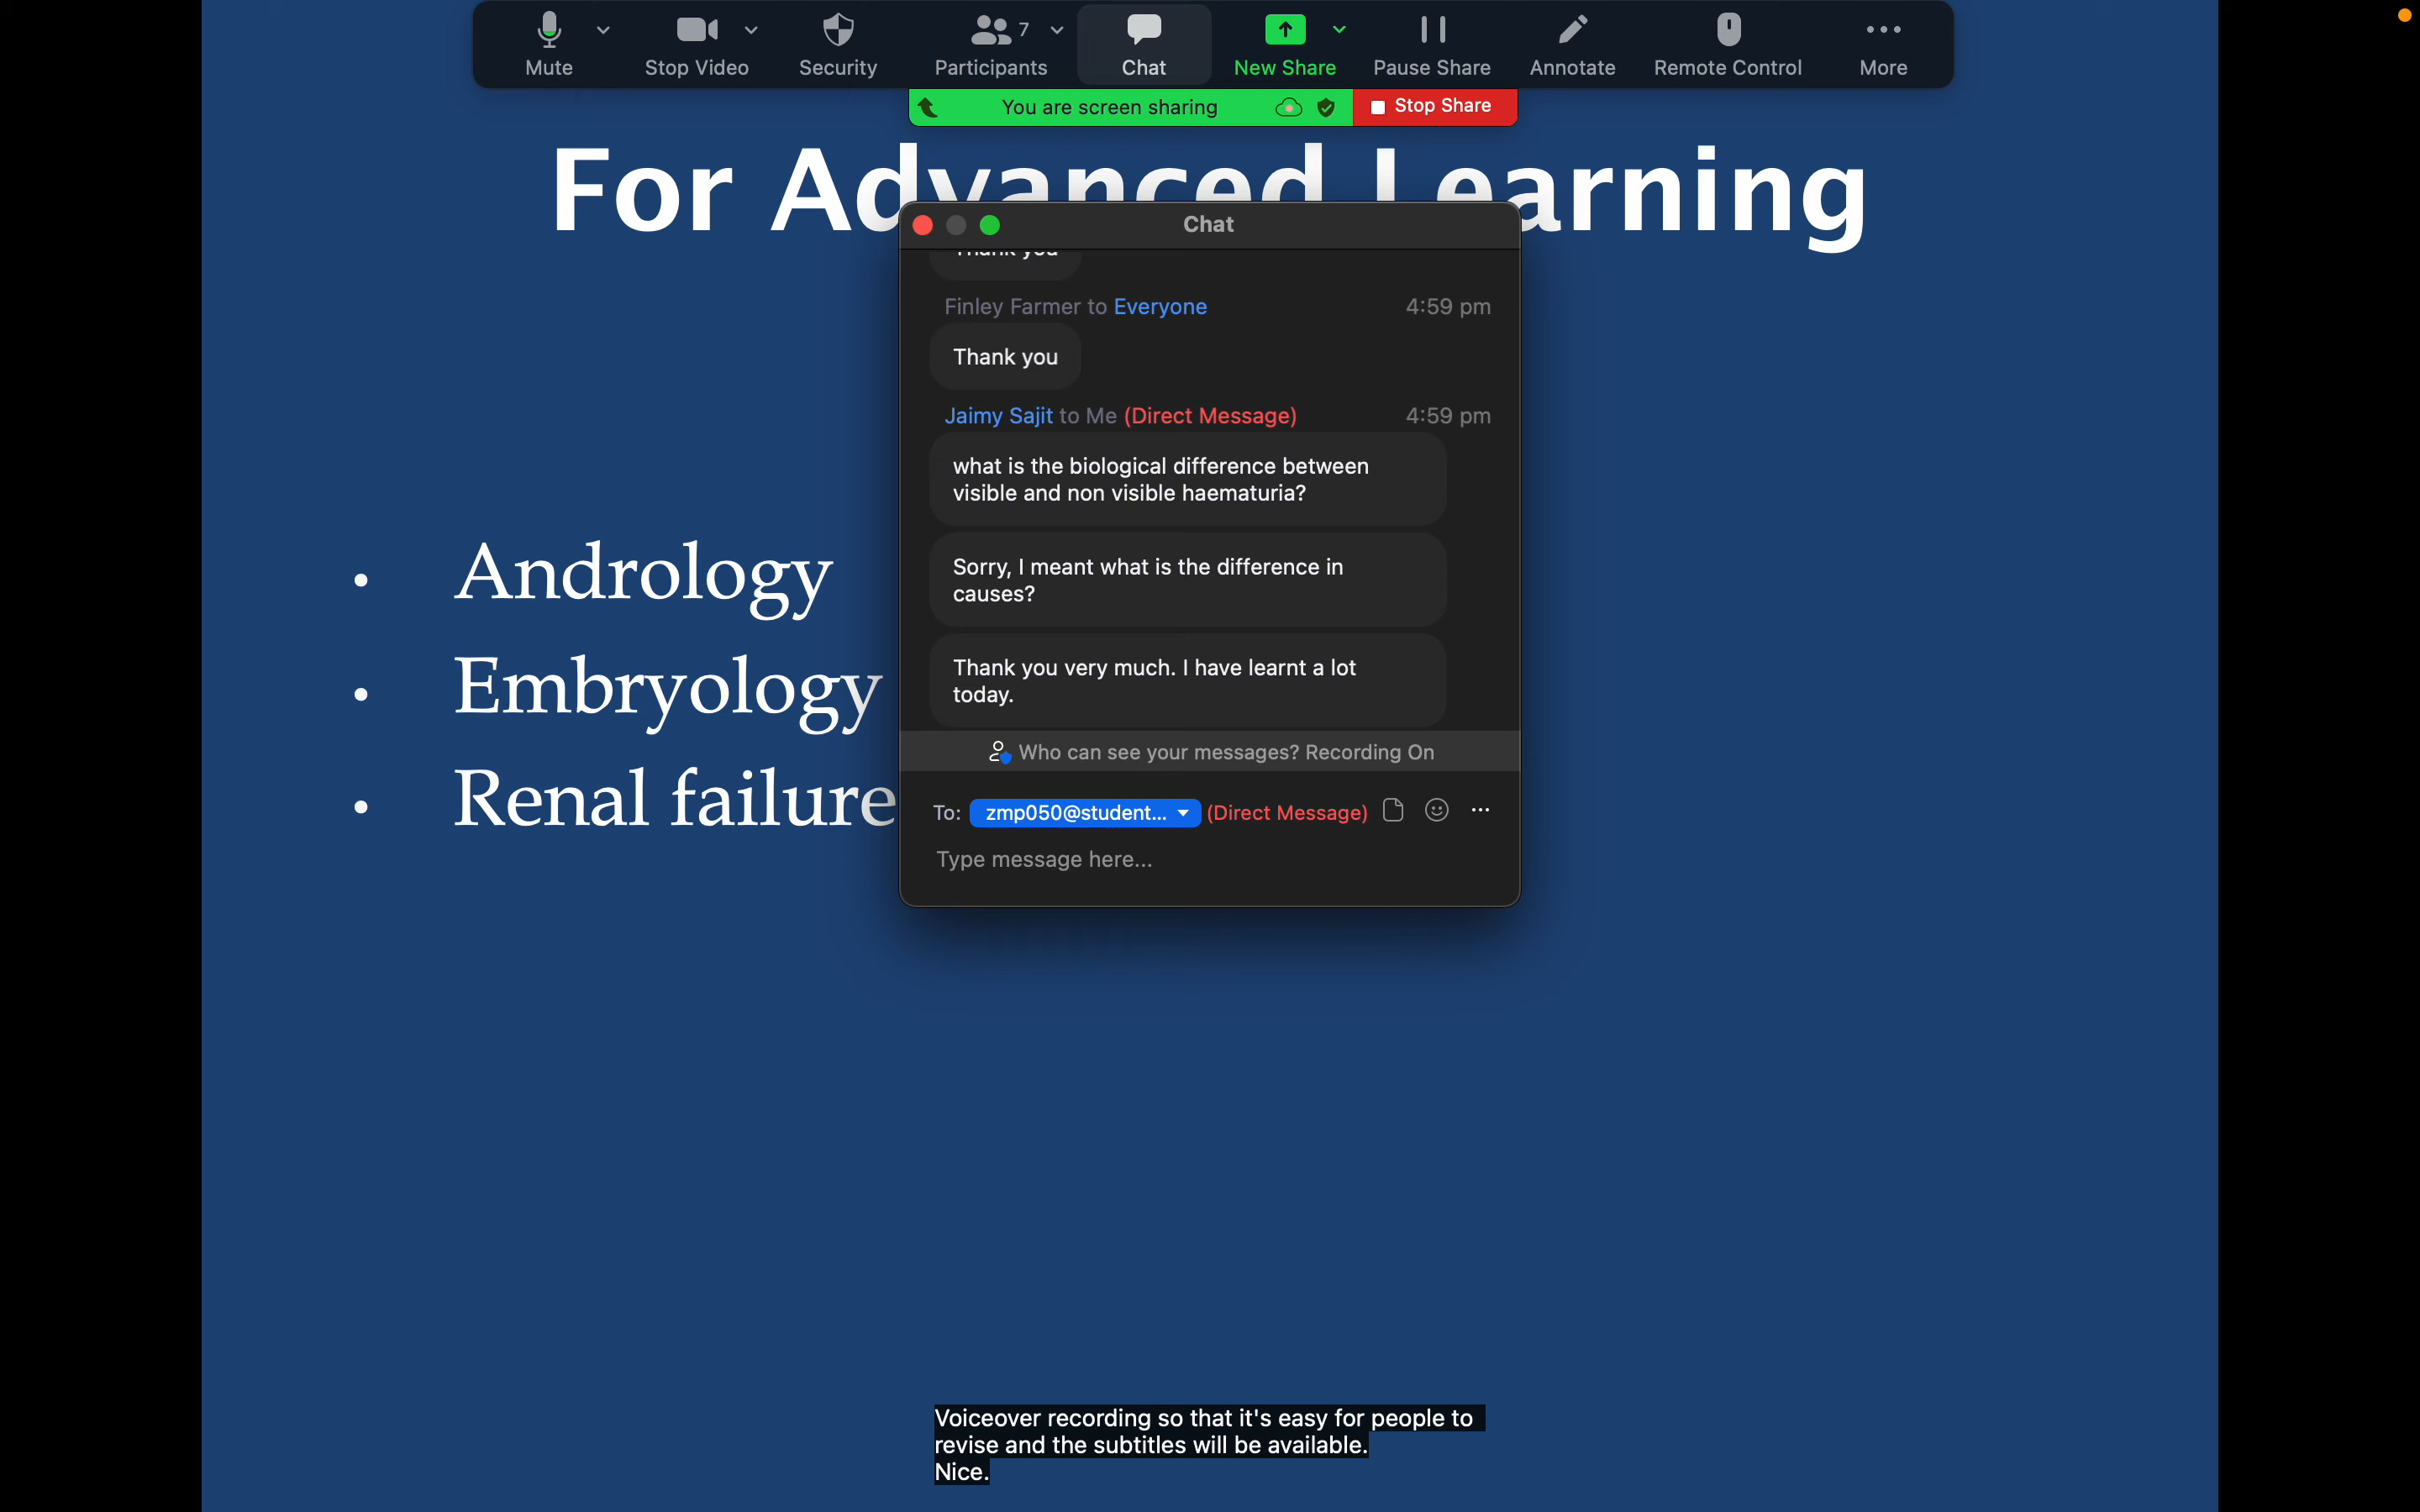 Mute
Stop Video
Security
Participants
7
Chat
New Share
Pause Share
Annotate
Remote Control
More
You are screen sharing
Stop Share
For Advanced Learning
Chat
Thank you
Finley Farmer to Everyone
4:59 pm
Thank you
Jaimy Sajit to Me (Direct Message)
4:59 pm
what is the biological difference between
visible and non visible haematuria?
Sorry, I meant what is the difference in
causes?
Thank you very much. I have learnt a lot
today.
Who can see your messages? Recording On
To: zmp050@student... (Direct Message)
Type message here...
• Andrology
• Embryology
• Renal failure
Voiceover recording so that it's easy for people to
revise and the subtitles will be available.
Nice.